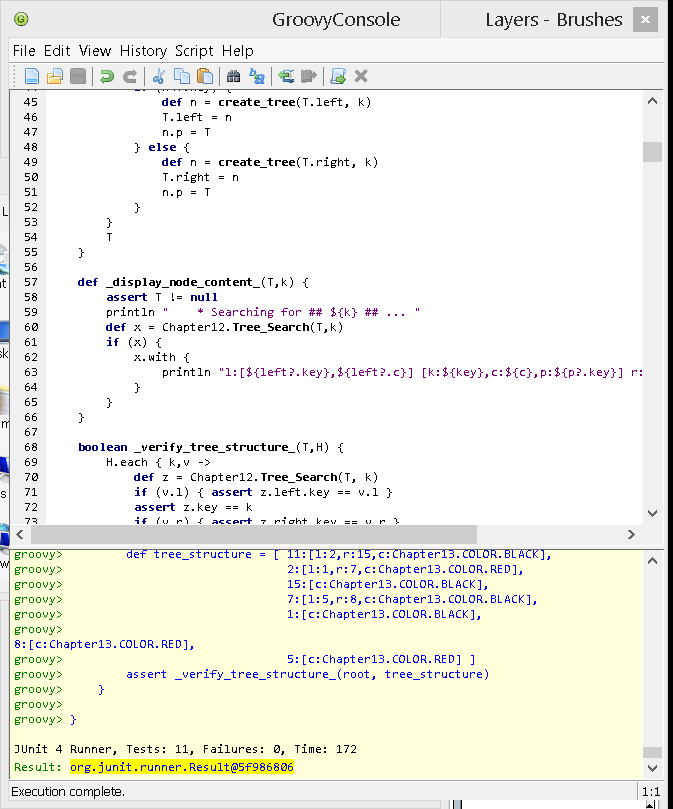 GroovyConsole
Layers - Brushes
File Edit View History Script Help
45 def n = create_tree(T.left, k)
46 T.left = n
47 n.p = T
48 } else {
49 def n = create_tree(T.right, k)
50 T.right = n
51 n.p = T
52 }
53 }
54 T
55 }
56
57 def _display_node_content_(T,k) {
58 assert T != null
59 println "    * Searching for ## ${k} ## ... "
60 def x = Chapter12.Tree_Search(T,k)
61 if (x) {
62 x.with {
63 println "l:[${left?.key},${left?.c}] [k:${key},c:${c},p:${p?.key}] r:
64 }
65 }
66 }
67
68 boolean _verify_tree_structure_(T,H) {
69 H.each { k,v ->
70 def z = Chapter12.Tree_Search(T, k)
71 if (v.l) { assert z.left.key == v.l }
72 assert z.key == k
73 if (v.r) { assert z.right.key == v.r }
groovy> def tree_structure = [ 11:[l:2,r:15,c:Chapter13.COLOR.BLACK],
groovy> 2:[l:1,r:7,c:Chapter13.COLOR.RED],
groovy> 15:[c:Chapter13.COLOR.BLACK],
groovy> 7:[l:5,r:8,c:Chapter13.COLOR.BLACK],
groovy> 1:[c:Chapter13.COLOR.BLACK],
groovy>
8:[c:Chapter13.COLOR.RED],
groovy> 5:[c:Chapter13.COLOR.RED] ]
groovy> assert _verify_tree_structure_(root, tree_structure)
groovy> }
groovy>
groovy> }
JUnit 4 Runner, Tests: 11, Failures: 0, Time: 172
Result: org.junit.runner.Result@5f986806
Execution complete.
1:1